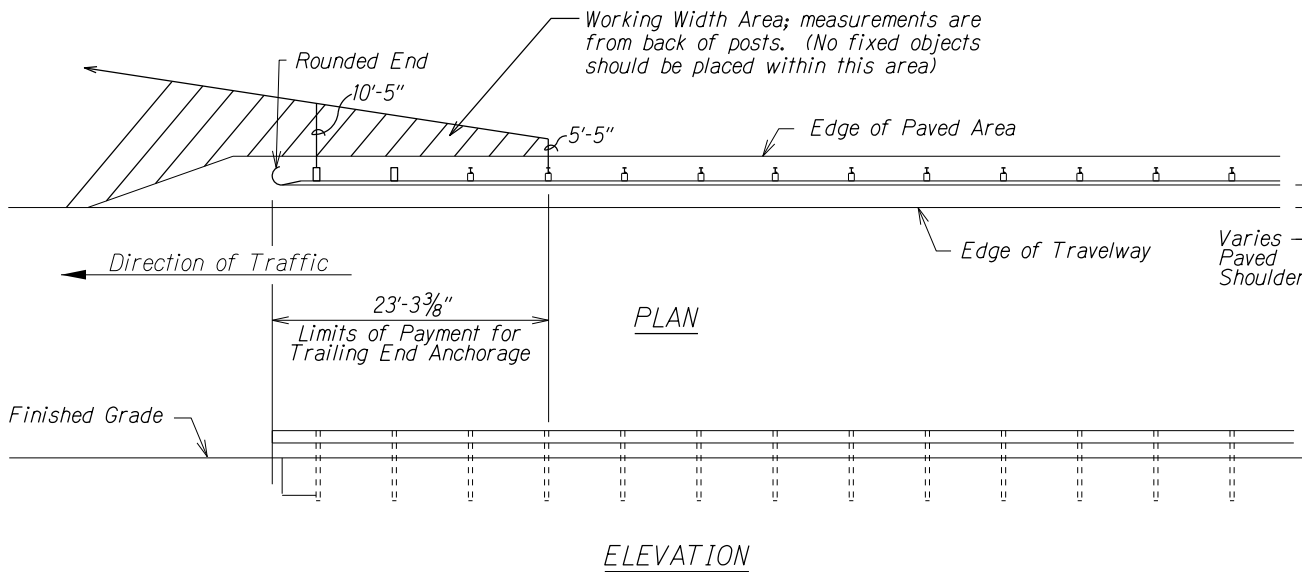 Working Width Area; measurements are
from back of posts. (No fixed objects
should be placed within this area)
Rounded End
10'-5"
5'-5"
Edge of Paved Area
Edge of Travelway
Varies
Paved
Shoulder
Direction of Traffic
23'-3⅜"
Limits of Payment for
Trailing End Anchorage
PLAN
Finished Grade
ELEVATION